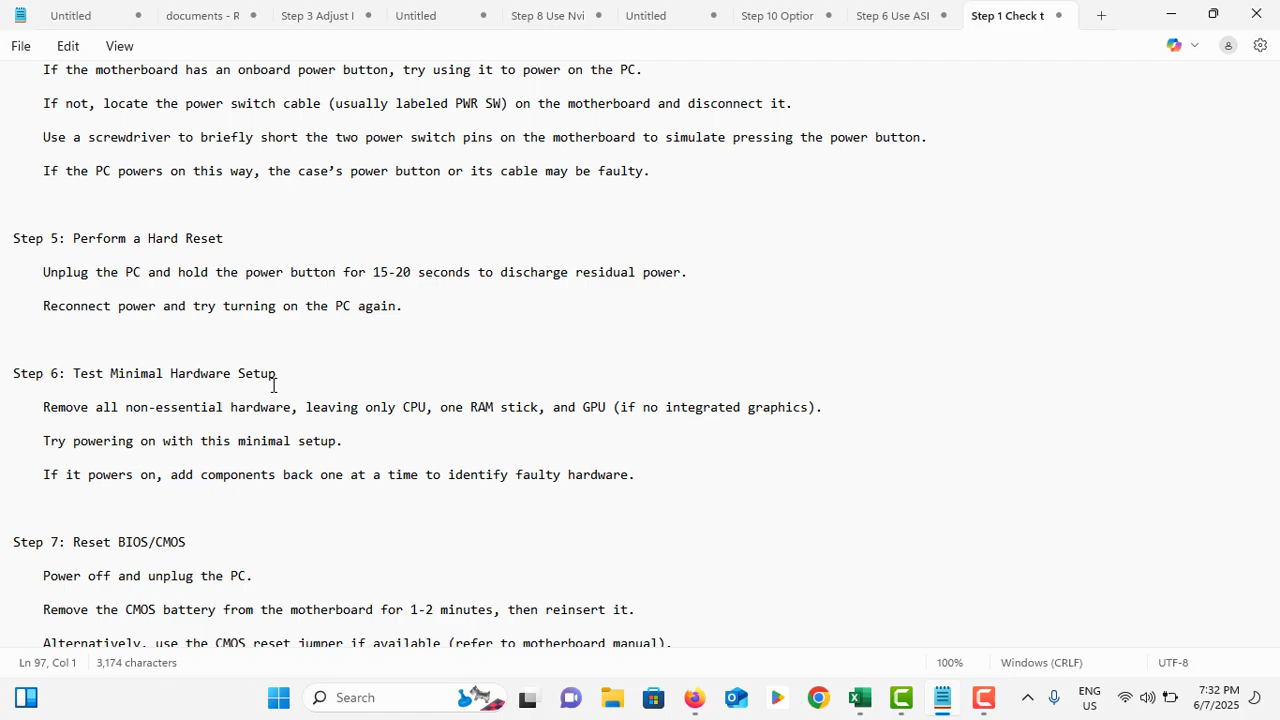 Untitled
documents - R
Step 3 Adjust I
Untitled
Step 8 Use Nvi
Untitled
Step 10 Option
Step 6 Use ASI
Step 1 Check t
File Edit View
If the motherboard has an onboard power button, try using it to power on the PC.
If not, locate the power switch cable (usually labeled PWR SW) on the motherboard and disconnect it.
Use a screwdriver to briefly short the two power switch pins on the motherboard to simulate pressing the power button.
If the PC powers on this way, the case’s power button or its cable may be faulty.
Step 5: Perform a Hard Reset
Unplug the PC and hold the power button for 15-20 seconds to discharge residual power.
Reconnect power and try turning on the PC again.
Step 6: Test Minimal Hardware Setup
Remove all non-essential hardware, leaving only CPU, one RAM stick, and GPU (if no integrated graphics).
Try powering on with this minimal setup.
If it powers on, add components back one at a time to identify faulty hardware.
Step 7: Reset BIOS/CMOS
Power off and unplug the PC.
Remove the CMOS battery from the motherboard for 1-2 minutes, then reinsert it.
Alternatively, use the CMOS reset jumper if available (refer to motherboard manual).
Ln 97, Col 1 3,174 characters 100% Windows (CRLF) UTF-8
Search
ENG
US
7:32 PM
6/7/2025